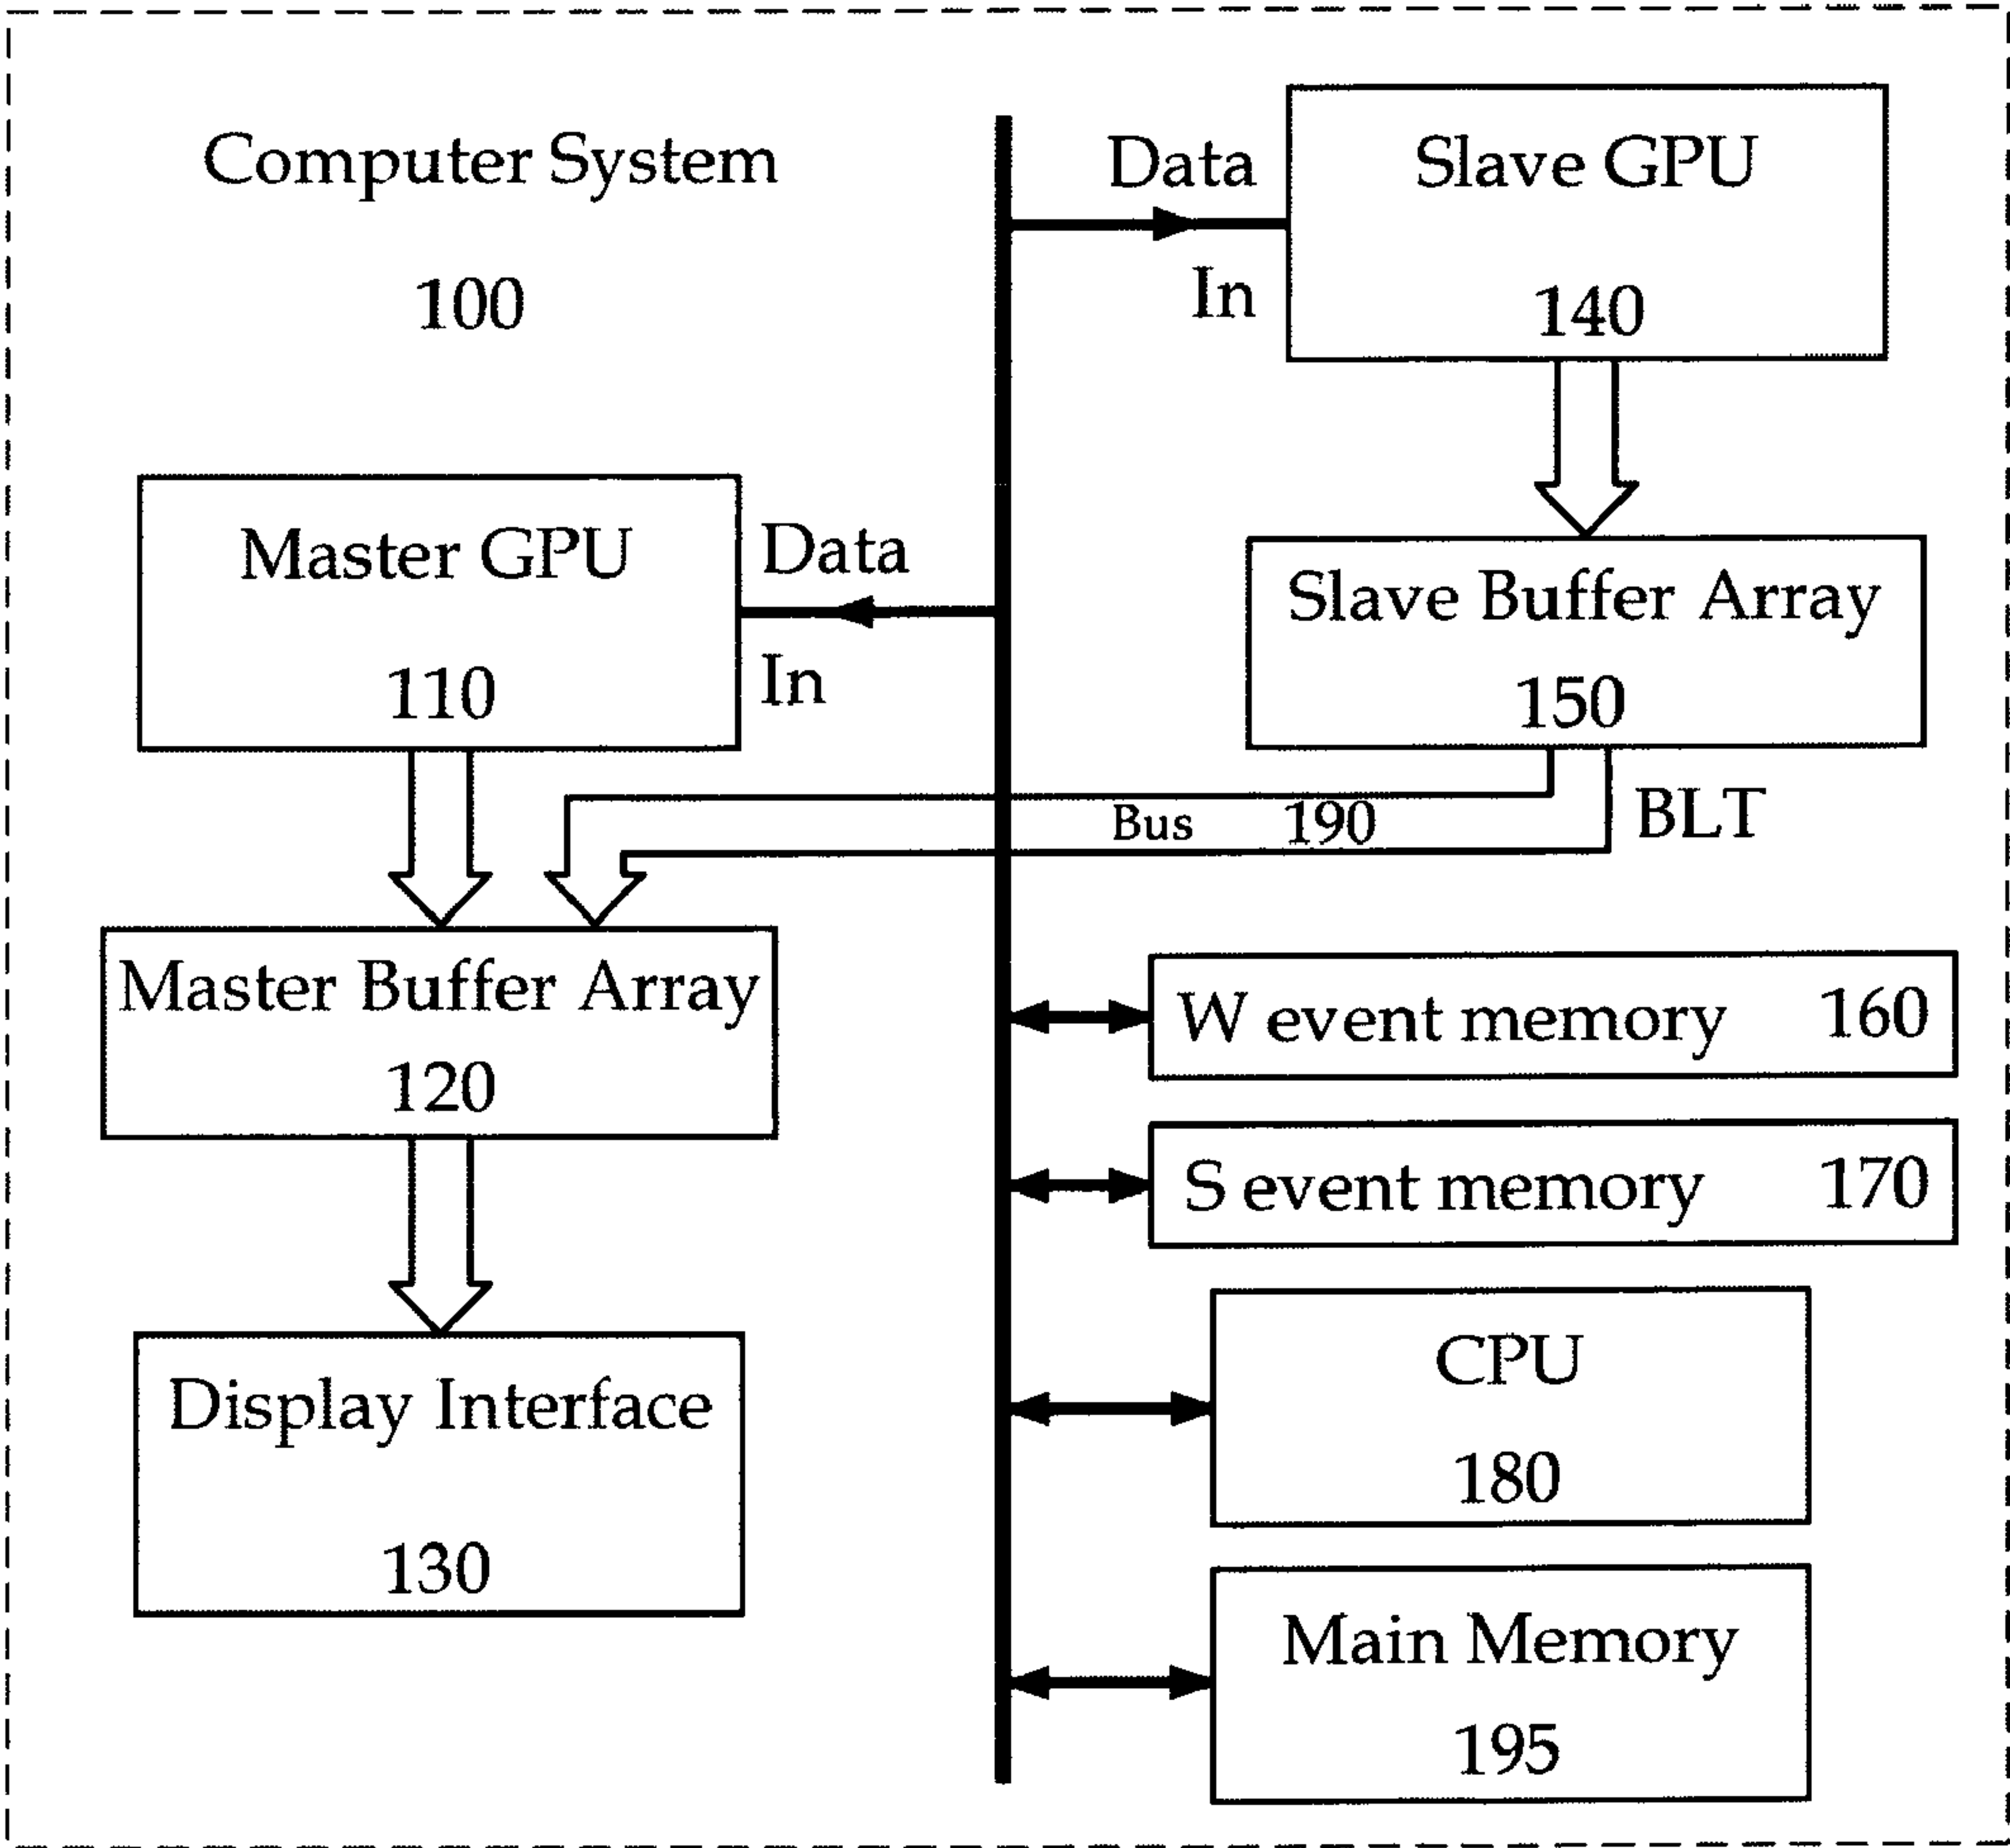 Computer System
100
Data
In
Slave GPU
140
Master GPU
110
Data
In
Slave Buffer Array
150
Bus 190
BLT
Master Buffer Array
120
W event memory 160
S event memory 170
Display Interface
130
CPU
180
Main Memory
195